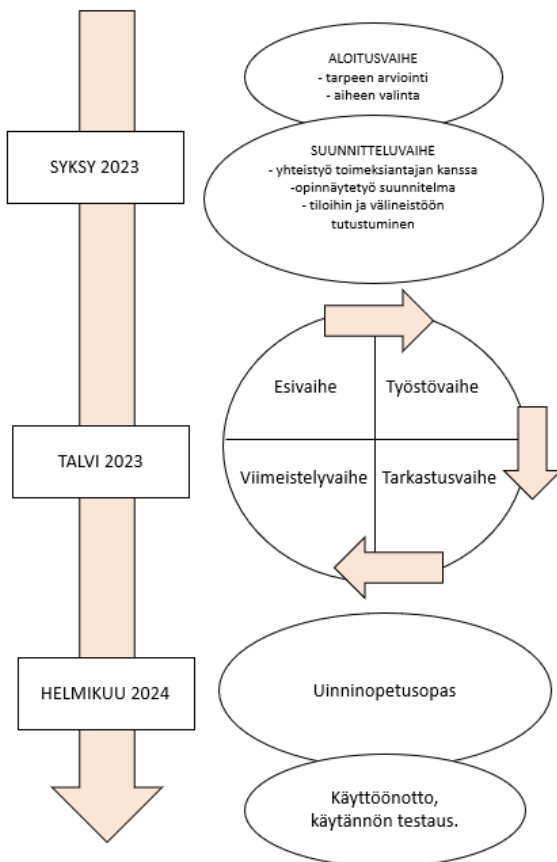 ALOITUSVAIHE
- tarpeen arviointi
- aiheen valinta
SYKSY 2023
SUUNNITTELUVAIHE
- yhteistyö toimeksiantajan kanssa
-opinnäytetyö suunnitelma
- tiloihin ja välineistöön
tutustuminen
Esivaihe
Työstövaihe
TALVI 2023
Viimeistelyvaihe
Tarkastusvaihe
HELMIKUU 2024
Uinninopetusopas
Käyttöönotto,
käytännön testaus.